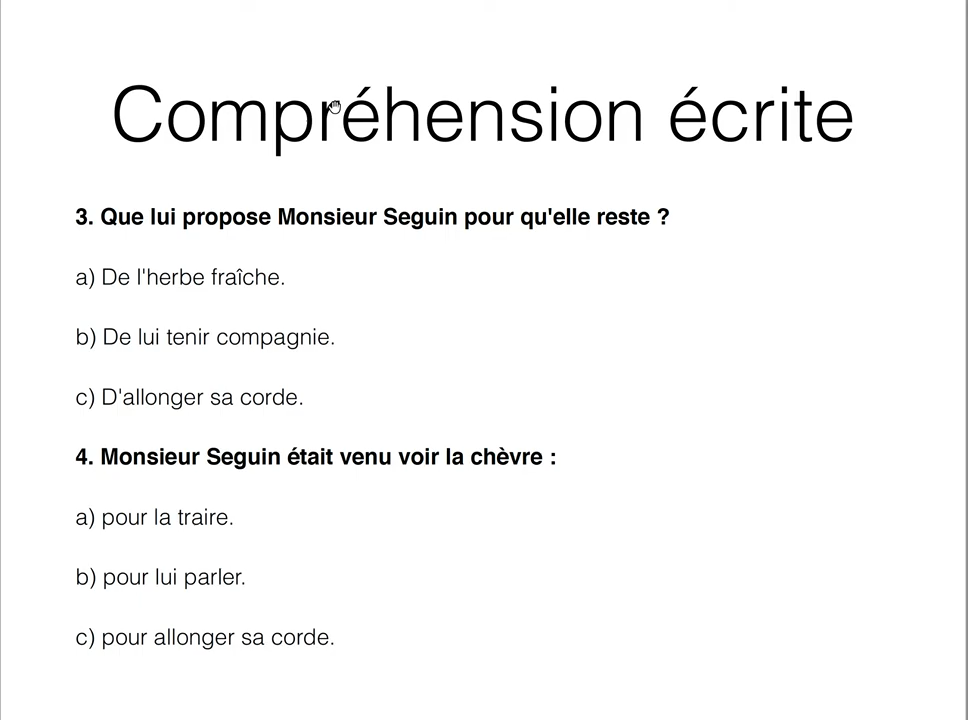 Compréhension écrite
3. Que lui propose Monsieur Seguin pour qu'elle reste ?
a) De l'herbe fraîche.
b) De lui tenir compagnie.
c) D'allonger sa corde.
4. Monsieur Seguin était venu voir la chèvre :
a) pour la traire.
b) pour lui parler.
c) pour allonger sa corde.